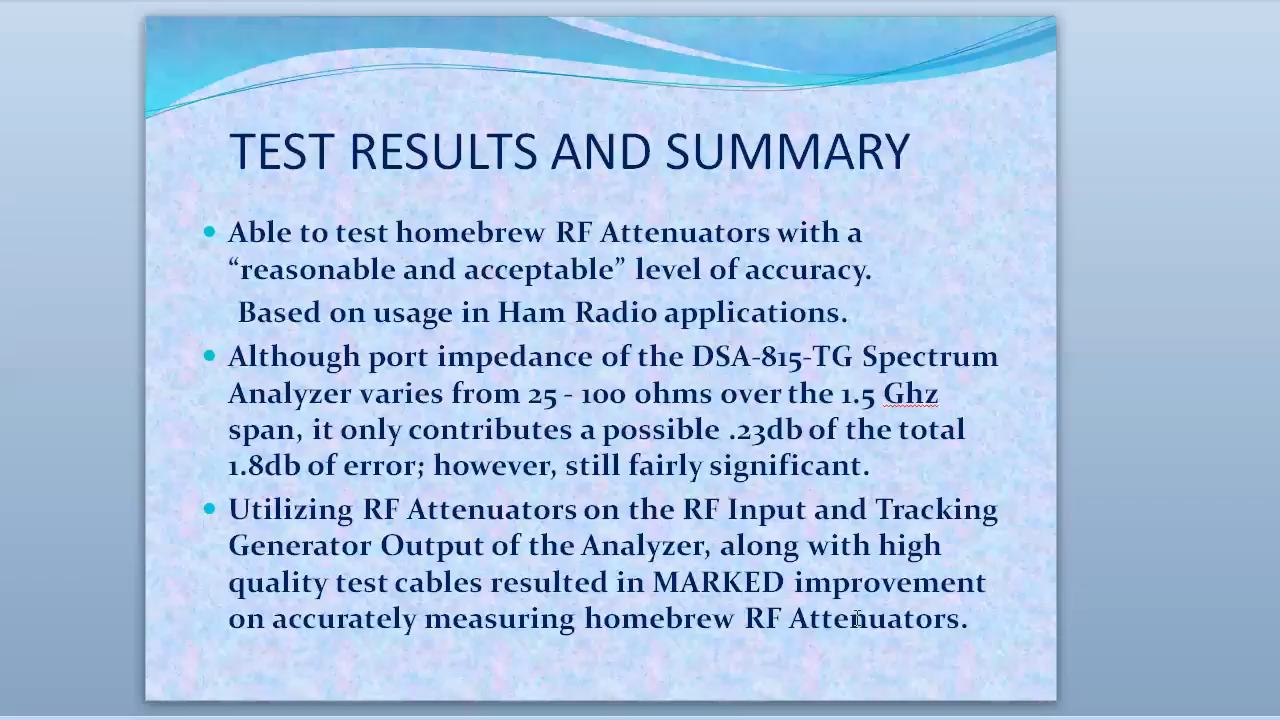 TEST RESULTS AND SUMMARY
Able to test homebrew RF Attenuators with a
“reasonable and acceptable” level of accuracy.
Based on usage in Ham Radio applications.
Although port impedance of the DSA-815-TG Spectrum
Analyzer varies from 25 - 100 ohms over the 1.5 Ghz
span, it only contributes a possible .23db of the total
1.8db of error; however, still fairly significant.
Utilizing RF Attenuators on the RF Input and Tracking
Generator Output of the Analyzer, along with high
quality test cables resulted in MARKED improvement
on accurately measuring homebrew RF Attenuators.